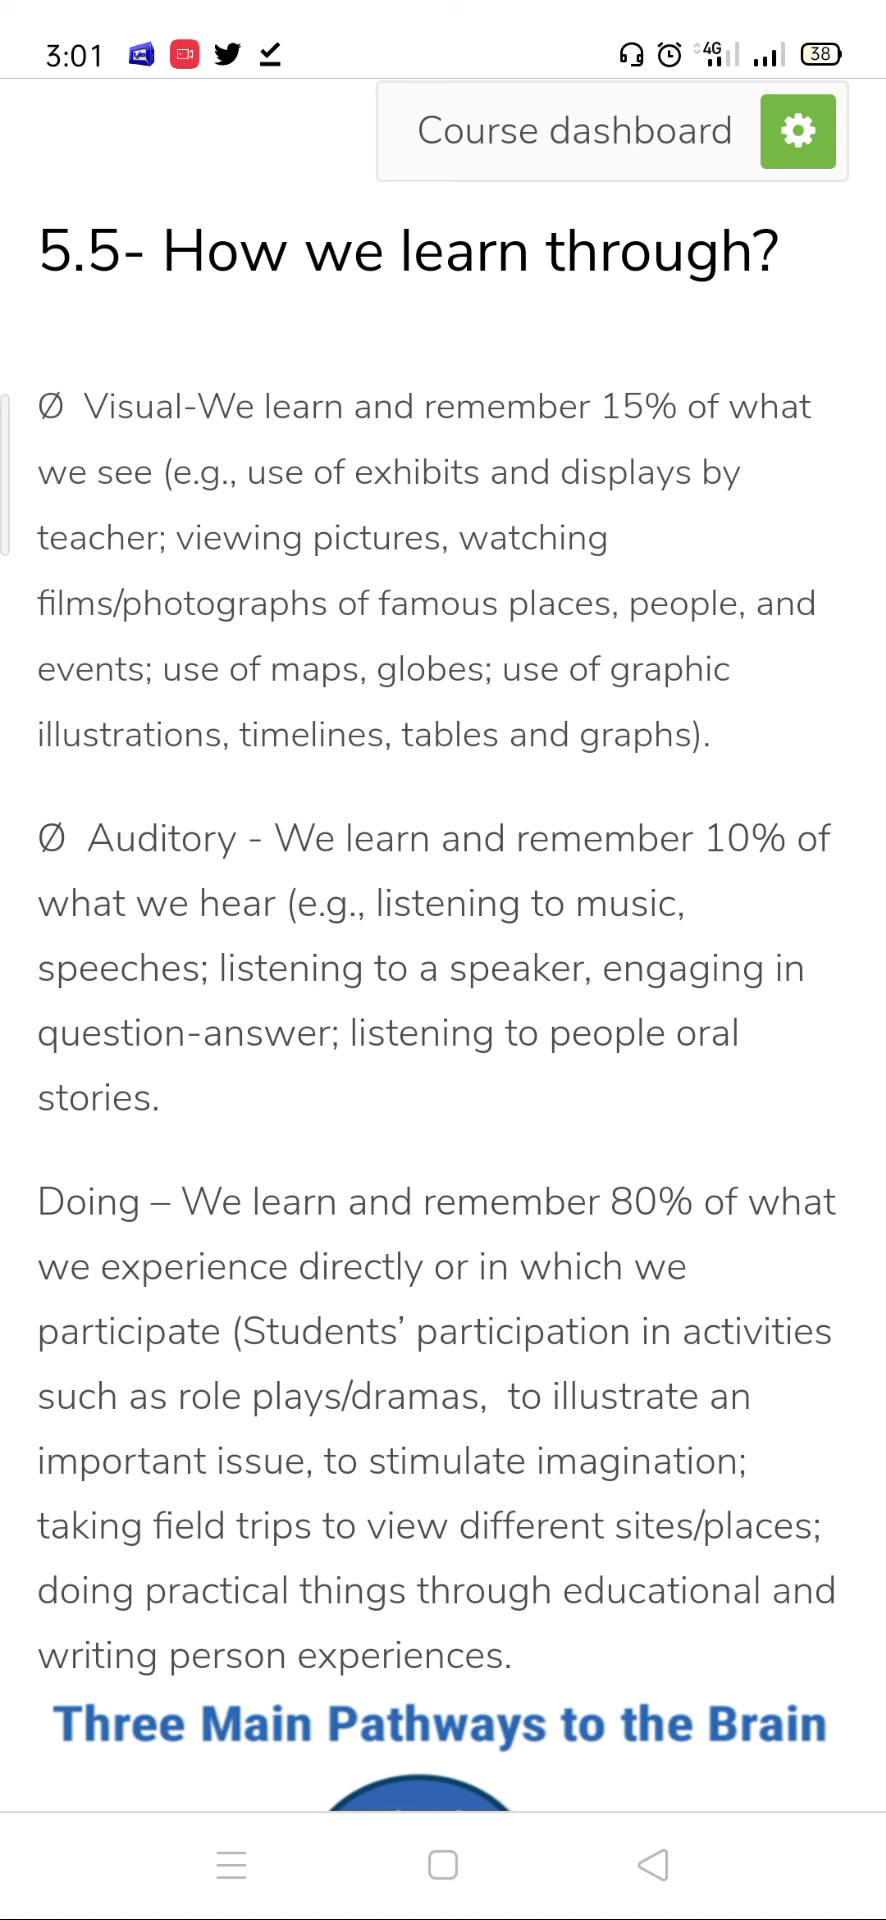 3:01 4G 38
Course dashboard
5.5- How we learn through?
Ø Visual-We learn and remember 15% of what
we see (e.g., use of exhibits and displays by
teacher; viewing pictures, watching
films/photographs of famous places, people, and
events; use of maps, globes; use of graphic
illustrations, timelines, tables and graphs).
Ø Auditory - We learn and remember 10% of
what we hear (e.g., listening to music,
speeches; listening to a speaker, engaging in
question-answer; listening to people oral
stories.
Doing – We learn and remember 80% of what
we experience directly or in which we
participate (Students’ participation in activities
such as role plays/dramas,  to illustrate an
important issue, to stimulate imagination;
taking field trips to view different sites/places;
doing practical things through educational and
writing person experiences.
Three Main Pathways to the Brain